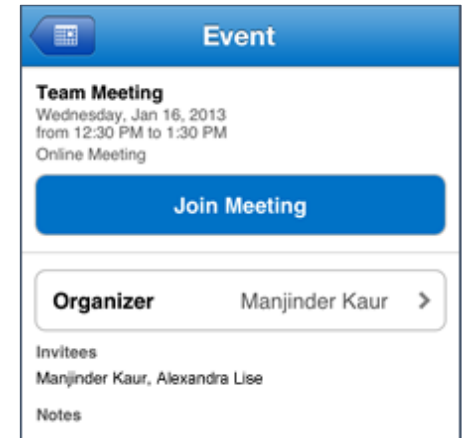 Event
Team Meeting
Wednesday, Jan 16, 2013
from 12:30 PM to 1:30 PM
Online Meeting
Join Meeting
Organizer Manjinder Kaur
Invitees
Manjinder Kaur, Alexandra Lise
Notes